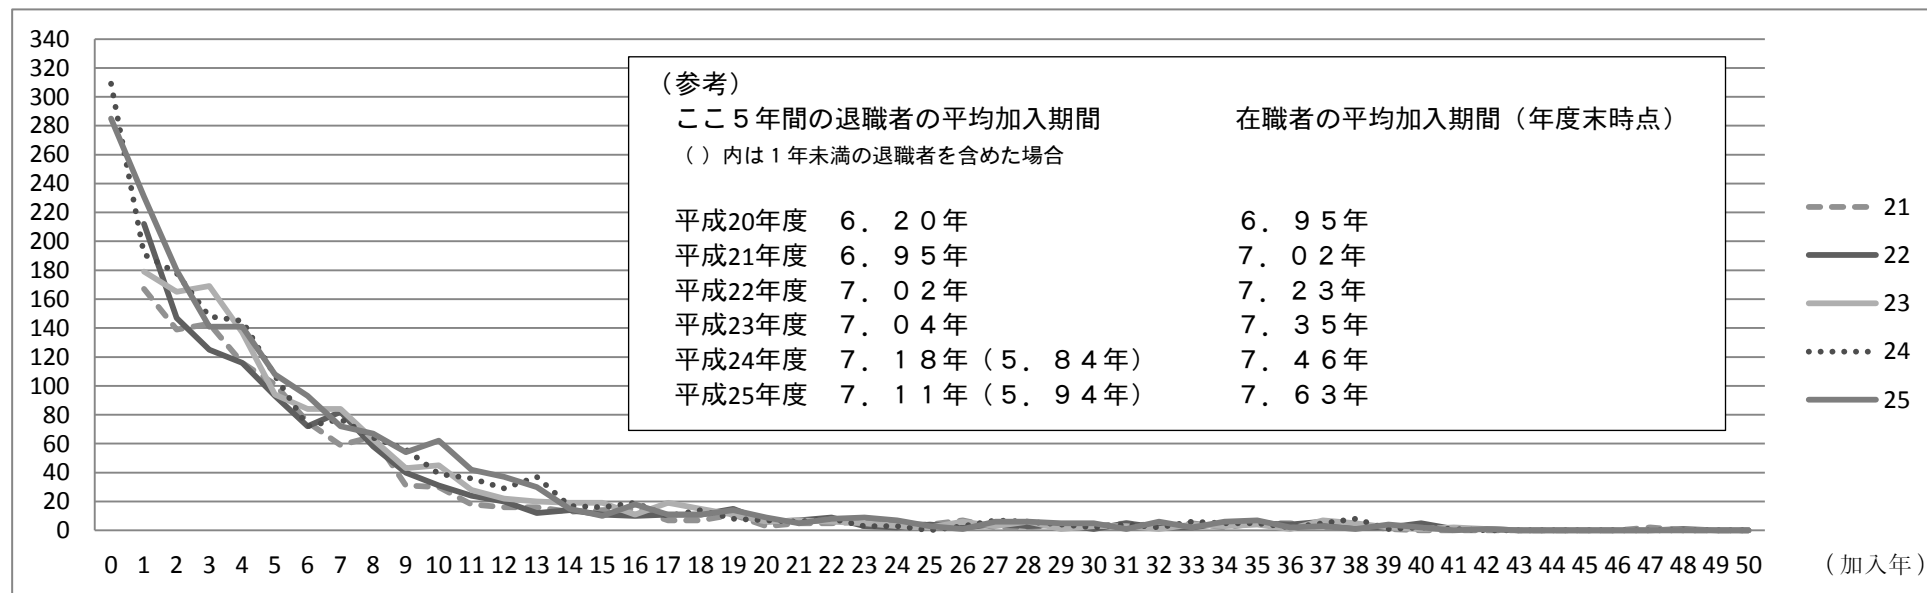 340
320
300
280
260
240
220
200
180
160
140
120
100
80
60
40
20
0
（参考）
ここ５年間の退職者の平均加入期間　在職者の平均加入期間（年度末時点）
（ ）内は１年未満の退職者を含めた場合
平成20年度　６．２０年　６．９５年
平成21年度　６．９５年　７．０２年
平成22年度　７．０２年　７．２３年
平成23年度　７．０４年　７．３５年
平成24年度　７．１８年（５．８４年）　７．４６年
平成25年度　７．１１年（５．９４年）　７．６３年
21
22
23
24
25
0 1 2 3 4 5 6 7 8 9 10 11 12 13 14 15 16 17 18 19 20 21 22 23 24 25 26 27 28 29 30 31 32 33 34 35 36 37 38 39 40 41 42 43 44 45 46 47 48 49 50
（加入年）